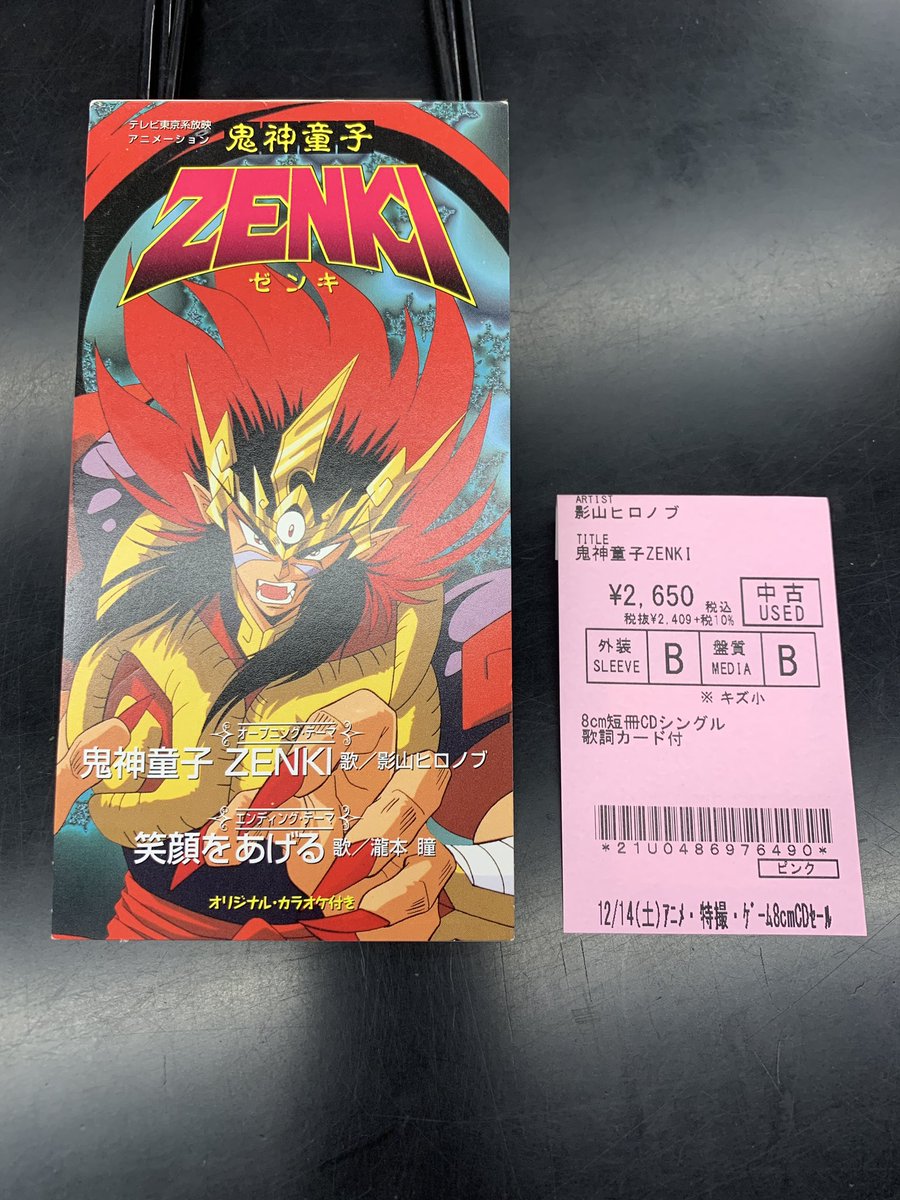 テレビ東京系放映
アニメーション
鬼神童子
ZENKI
ゼンキ
オープニング・テーマ
鬼神童子 ZENKI 歌／影山ヒロノブ
エンディング・テーマ
笑顔をあげる 歌／瀧本 瞳
オリジナル・カラオケ付き
ARTIST
影山ヒロノブ
TITLE
鬼神童子ZENKI
¥2,650 税込
税抜¥2,409+税10%
中古
USED
外装
SLEEVE
B
盤質
MEDIA
B
※ キズ小
8cm短冊CDシングル
歌詞カード付
*21U0486976490*
ピンク
12/14(土)アニメ・特撮・ゲーム8cmCDセール